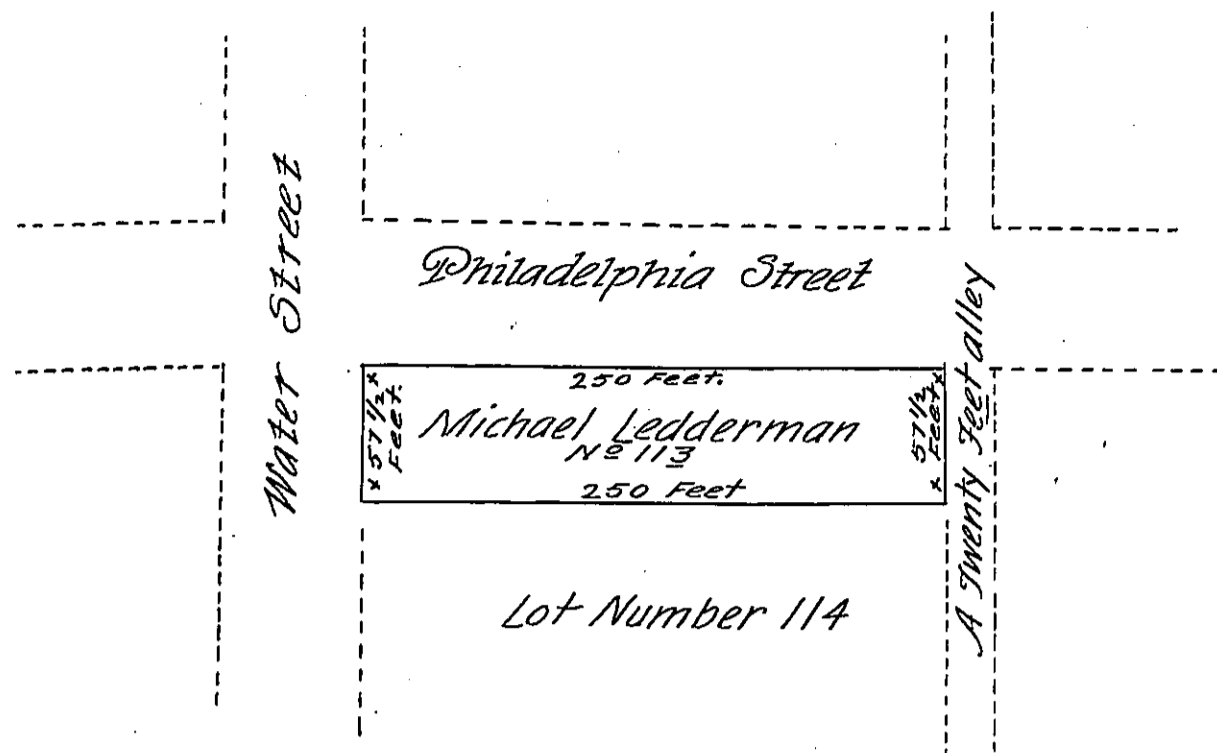 Water Street
Philadelphia Street
A Twenty Feet alley
250 Feet.
57 1/2
Feet.
Michael Ledderman
Nº 113
57 1/2
Feet
250 Feet
Lot Number 114